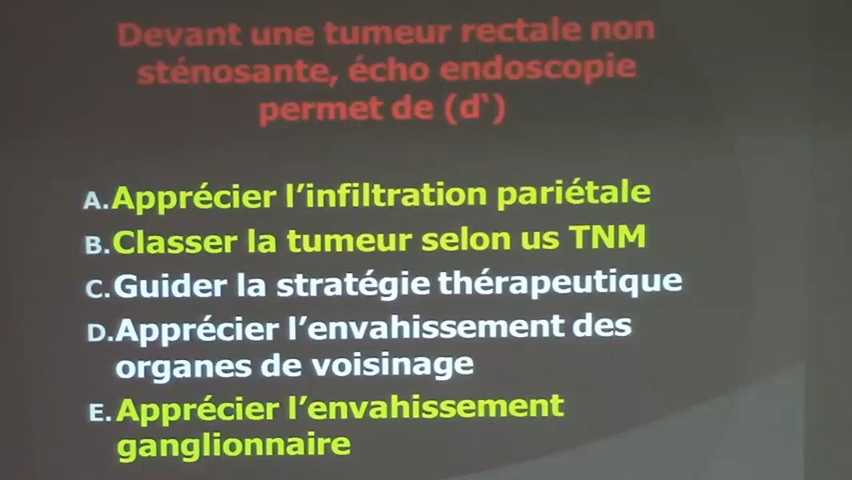 Devant une tumeur rectale non
sténosante, écho endoscopie
permet de (d‘)
A. Apprécier l’infiltration pariétale
B. Classer la tumeur selon us TNM
C. Guider la stratégie thérapeutique
D. Apprécier l’envahissement des
organes de voisinage
E. Apprécier l’envahissement
ganglionnaire